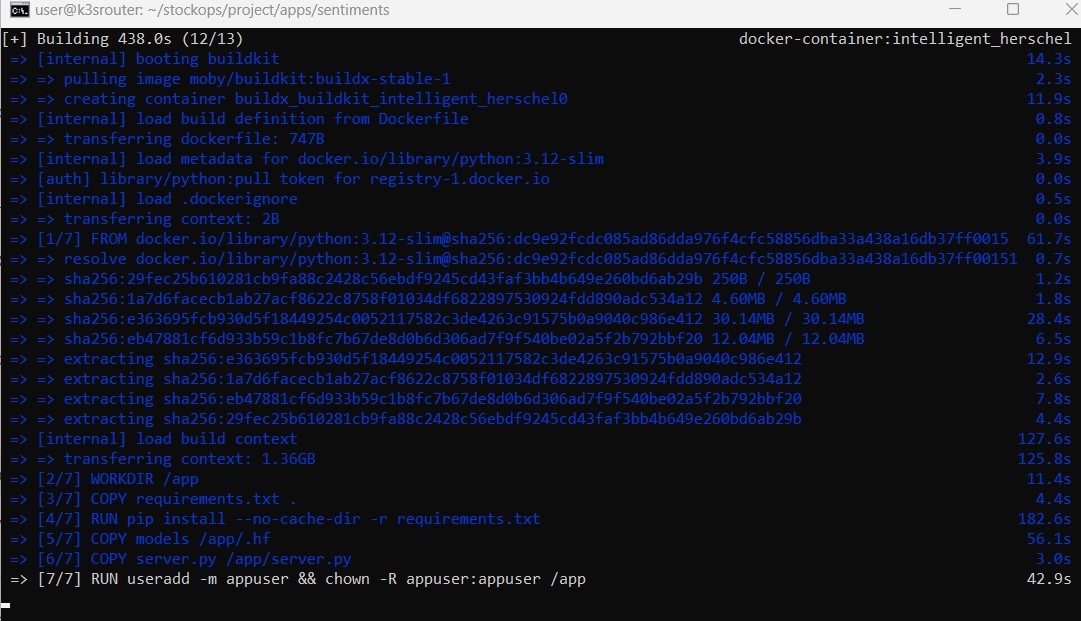 user@k3srouter: ~/stockops/project/apps/sentiments
[+] Building 438.0s (12/13) docker-container:intelligent_herschel
=> [internal] booting buildkit 14.3s
=> => pulling image moby/buildkit:buildx-stable-1 2.3s
=> => creating container buildx_buildkit_intelligent_herschel0 11.9s
=> [internal] load build definition from Dockerfile 0.8s
=> => transferring dockerfile: 747B 0.0s
=> [internal] load metadata for docker.io/library/python:3.12-slim 3.9s
=> [auth] library/python:pull token for registry-1.docker.io 0.0s
=> [internal] load .dockerignore 0.5s
=> => transferring context: 2B 0.0s
=> [1/7] FROM docker.io/library/python:3.12-slim@sha256:dc9e92fcdc085ad86dda976f4cfc58856dba33a438a16db37ff0015 61.7s
=> => resolve docker.io/library/python:3.12-slim@sha256:dc9e92fcdc085ad86dda976f4cfc58856dba33a438a16db37ff00151 0.7s
=> => sha256:29fec25b610281cb9fa88c2428c56ebdf9245cd43faf3bb4b649e260bd6ab29b 250B / 250B 1.2s
=> => sha256:1a7d6facecb1ab27acf8622c8758f01034df6822897530924fdd890adc534a12 4.60MB / 4.60MB 1.8s
=> => sha256:e363695fcb930d5f18449254c0052117582c3de4263c91575b0a9040c986e412 30.14MB / 30.14MB 28.4s
=> => sha256:eb47881cf6d933b59c1b8fc7b67de8d0b6d306ad7f9f540be02a5f2b792bbf20 12.04MB / 12.04MB 6.5s
=> => extracting sha256:e363695fcb930d5f18449254c0052117582c3de4263c91575b0a9040c986e412 12.9s
=> => extracting sha256:1a7d6facecb1ab27acf8622c8758f01034df6822897530924fdd890adc534a12 2.6s
=> => extracting sha256:eb47881cf6d933b59c1b8fc7b67de8d0b6d306ad7f9f540be02a5f2b792bbf20 7.8s
=> => extracting sha256:29fec25b610281cb9fa88c2428c56ebdf9245cd43faf3bb4b649e260bd6ab29b 4.4s
=> [internal] load build context 127.6s
=> => transferring context: 1.36GB 125.8s
=> [2/7] WORKDIR /app 11.4s
=> [3/7] COPY requirements.txt . 4.4s
=> [4/7] RUN pip install --no-cache-dir -r requirements.txt 182.6s
=> [5/7] COPY models /app/.hf 56.1s
=> [6/7] COPY server.py /app/server.py 3.0s
=> [7/7] RUN useradd -m appuser && chown -R appuser:appuser /app 42.9s